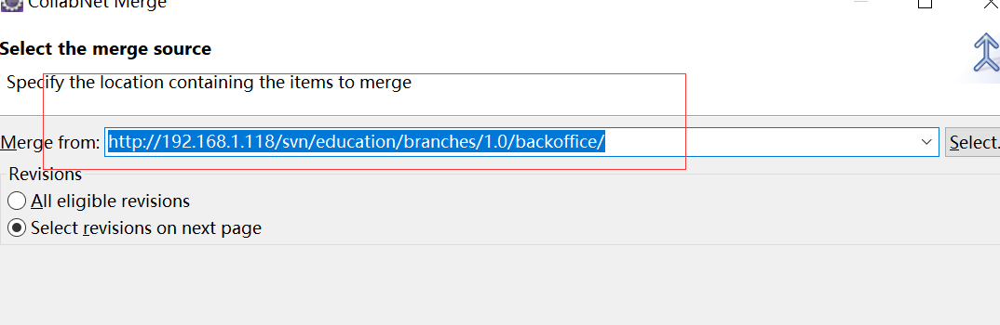 CollabNet Merge
Select the merge source
Specify the location containing the items to merge
Merge from: http://192.168.1.118/svn/education/branches/1.0/backoffice/ Select.
Revisions
All eligible revisions
Select revisions on next page